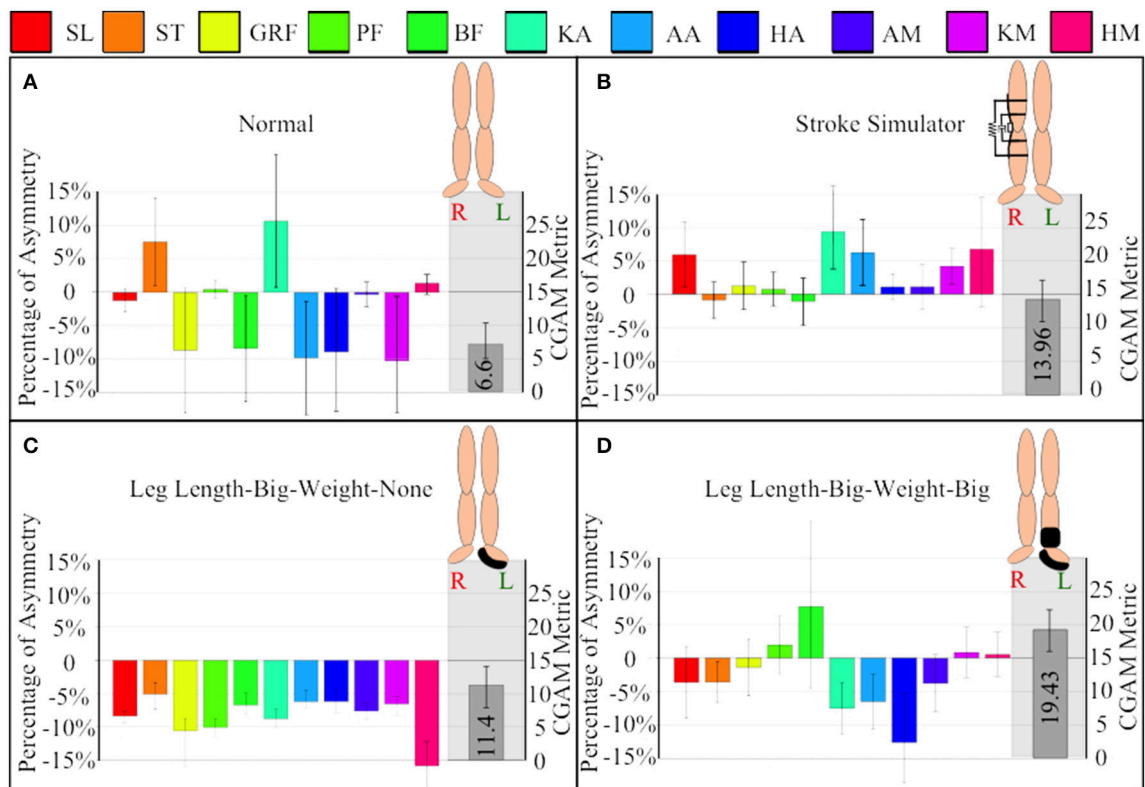 SL ST GRF PF BF KA AA HA AM KM HM
A
Normal
Percentage of Asymmetry
15%
10%
5%
0
-5%
-10%
-15%
R L
25
20
15
10
5
0
CGAM Metric
6.6
B
Stroke Simulator
Percentage of Asymmetry
15%
10%
5%
0
-5%
-10%
-15%
R L
25
20
15
10
5
0
CGAM Metric
13.96
C
Leg Length-Big-Weight-None
Percentage of Asymmetry
15%
10%
5%
0
-5%
-10%
-15%
R L
25
20
15
10
5
0
CGAM Metric
11.4
D
Leg Length-Big-Weight-Big
Percentage of Asymmetry
15%
10%
5%
0
-5%
-10%
-15%
R L
25
20
15
10
5
0
CGAM Metric
19.43